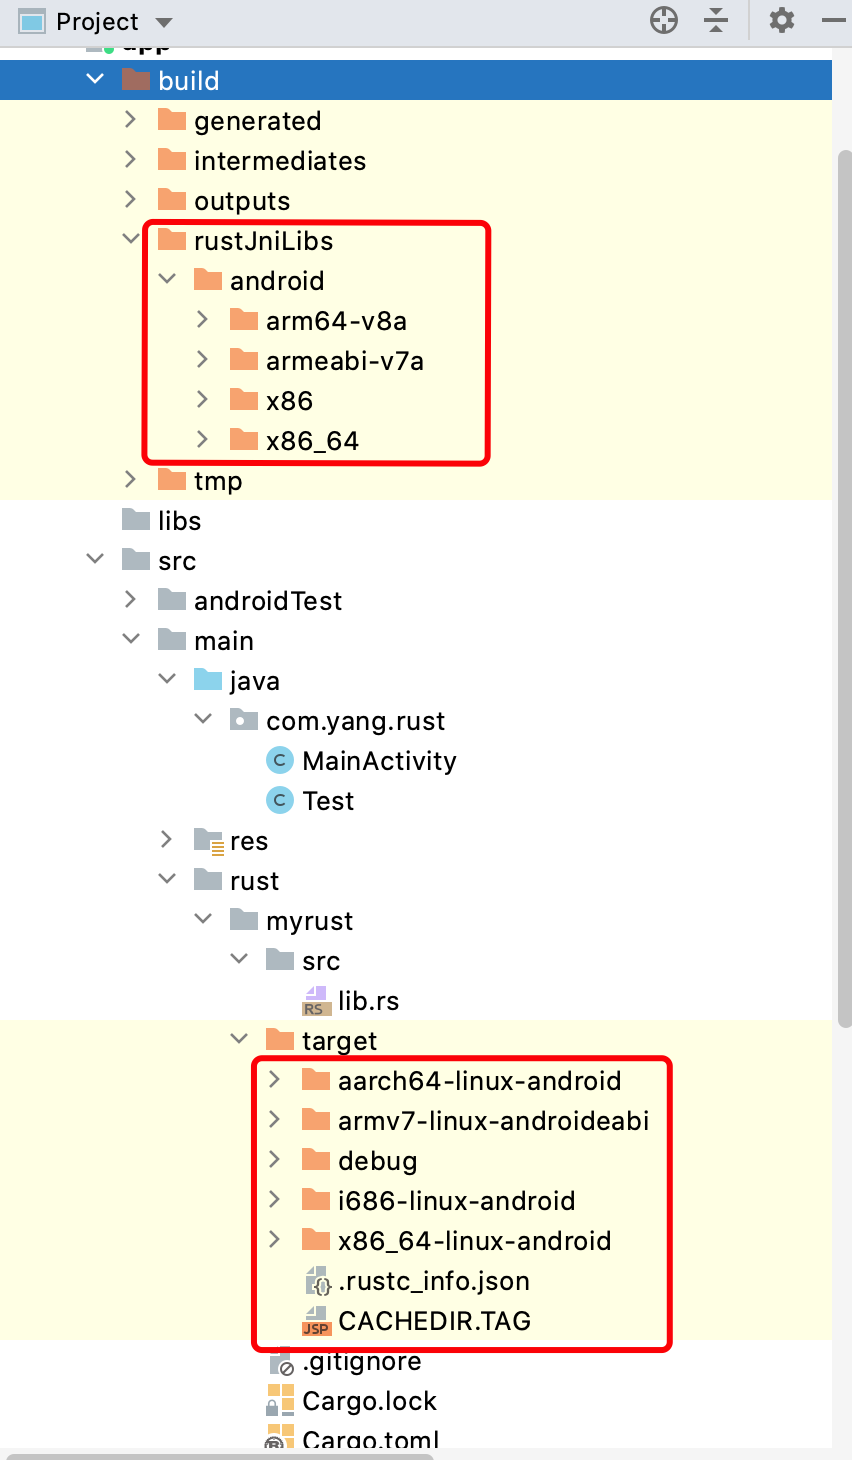 Project
app
build
generated
intermediates
outputs
rustJniLibs
android
arm64-v8a
armeabi-v7a
x86
x86_64
tmp
libs
src
androidTest
main
java
com.yang.rust
C MainActivity
C Test
res
rust
myrust
src
RS lib.rs
target
aarch64-linux-android
armv7-linux-androideabi
debug
i686-linux-android
x86_64-linux-android
{} .rustc_info.json
JSP CACHEDIR.TAG
.gitignore
Cargo.lock
Cargo.toml